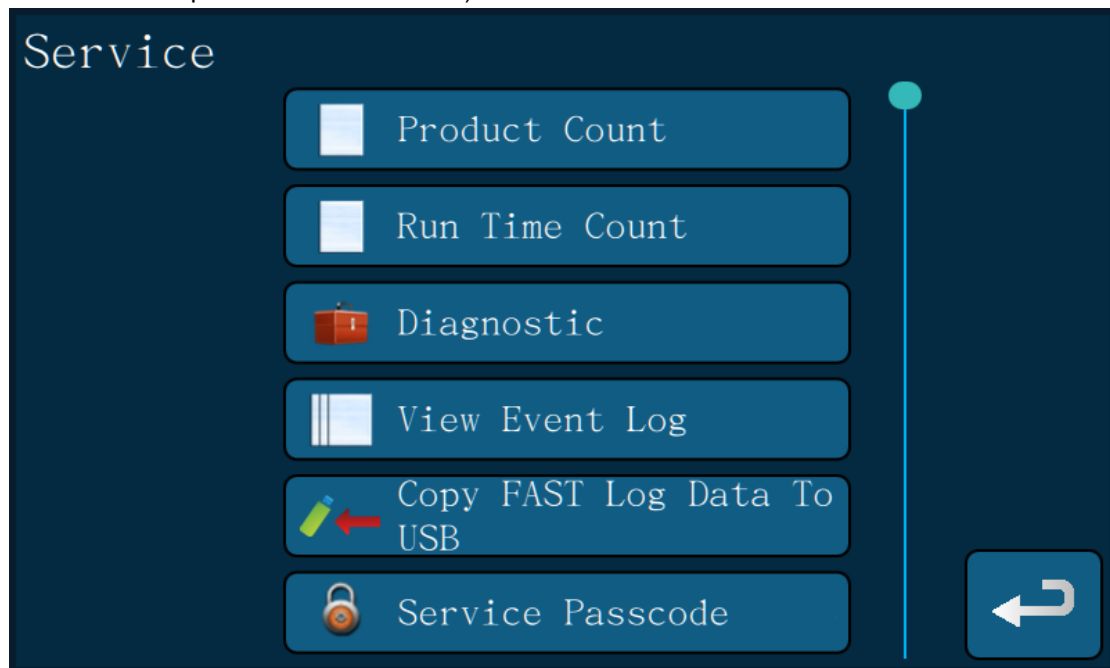 Service
Product Count
Run Time Count
Diagnostic
View Event Log
Copy FAST Log Data To
USB
Service Passcode